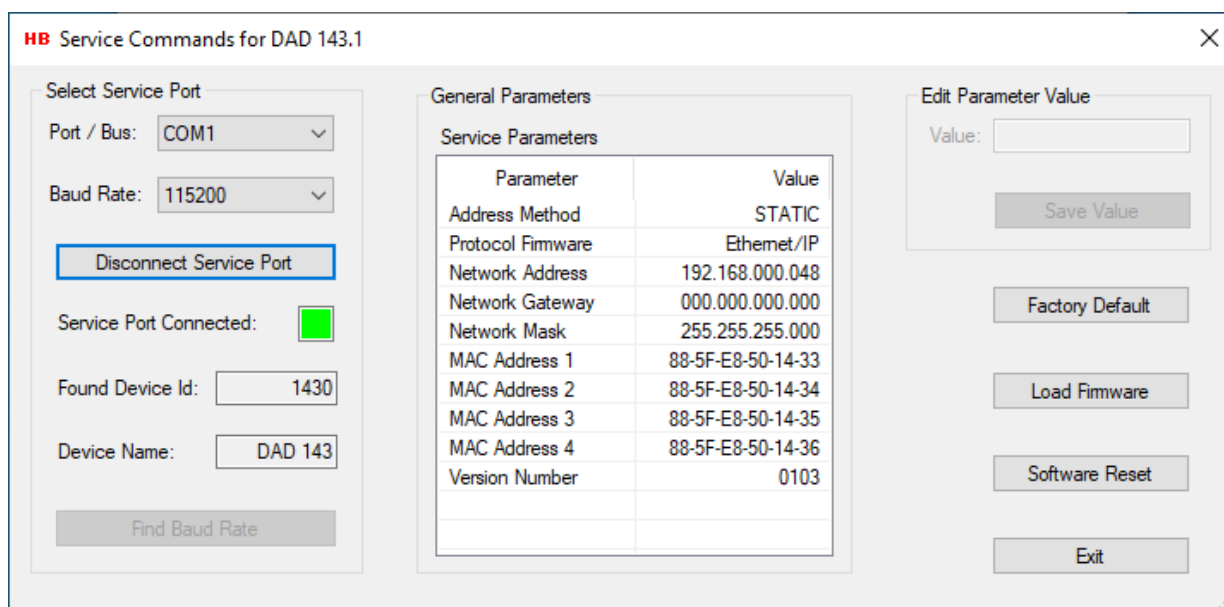 HB Service Commands for DAD 143.1
Select Service Port
Port / Bus: COM1
Baud Rate: 115200
Disconnect Service Port
Service Port Connected:
Found Device Id: 1430
Device Name: DAD 143
Find Baud Rate
General Parameters
Service Parameters
Parameter Value
Address Method STATIC
Protocol Firmware Ethernet/IP
Network Address 192.168.000.048
Network Gateway 000.000.000.000
Network Mask 255.255.255.000
MAC Address 1 88-5F-E8-50-14-33
MAC Address 2 88-5F-E8-50-14-34
MAC Address 3 88-5F-E8-50-14-35
MAC Address 4 88-5F-E8-50-14-36
Version Number 0103
Edit Parameter Value
Value:
Save Value
Factory Default
Load Firmware
Software Reset
Exit